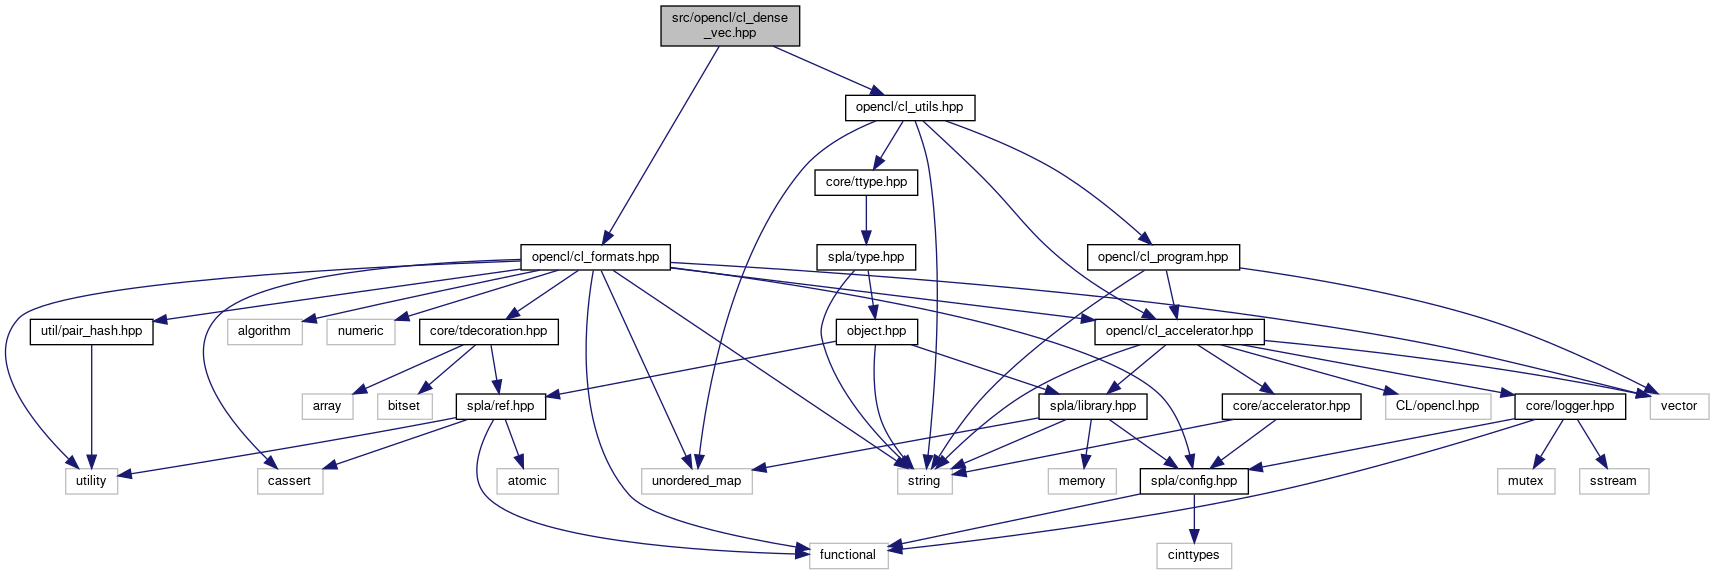 src/opencl/cl_dense
_vec.hpp
opencl/cl_utils.hpp
core/ttype.hpp
opencl/cl_formats.hpp
spla/type.hpp
opencl/cl_program.hpp
util/pair_hash.hpp
algorithm
numeric
core/tdecoration.hpp
object.hpp
opencl/cl_accelerator.hpp
array
bitset
spla/ref.hpp
spla/library.hpp
core/accelerator.hpp
CL/opencl.hpp
core/logger.hpp
vector
utility
cassert
atomic
unordered_map
string
memory
spla/config.hpp
mutex
sstream
functional
cinttypes